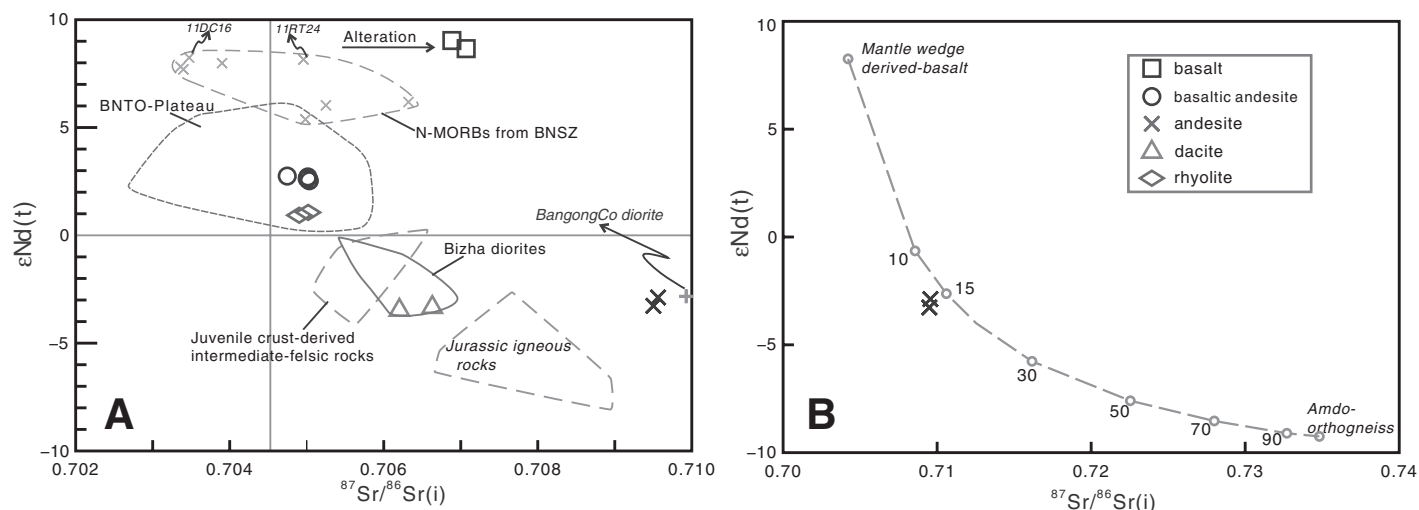 10
5
0
−5
−10
εNd(t)
11DC16
11RT24
Alteration
BNTO-Plateau
N-MORBs from BNSZ
BangongCo diorite
Bizha diorites
Juvenile crust-derived
intermediate-felsic rocks
Jurassic igneous
rocks
A
0.702
0.704
0.706
0.708
0.710
87Sr/86Sr(i)
10
5
0
−5
−10
εNd(t)
Mantle wedge
derived-basalt
basalt
basaltic andesite
andesite
dacite
rhyolite
10
15
30
50
70
90
Amdo-
orthogneiss
B
0.70
0.71
0.72
0.73
0.74
87Sr/86Sr(i)